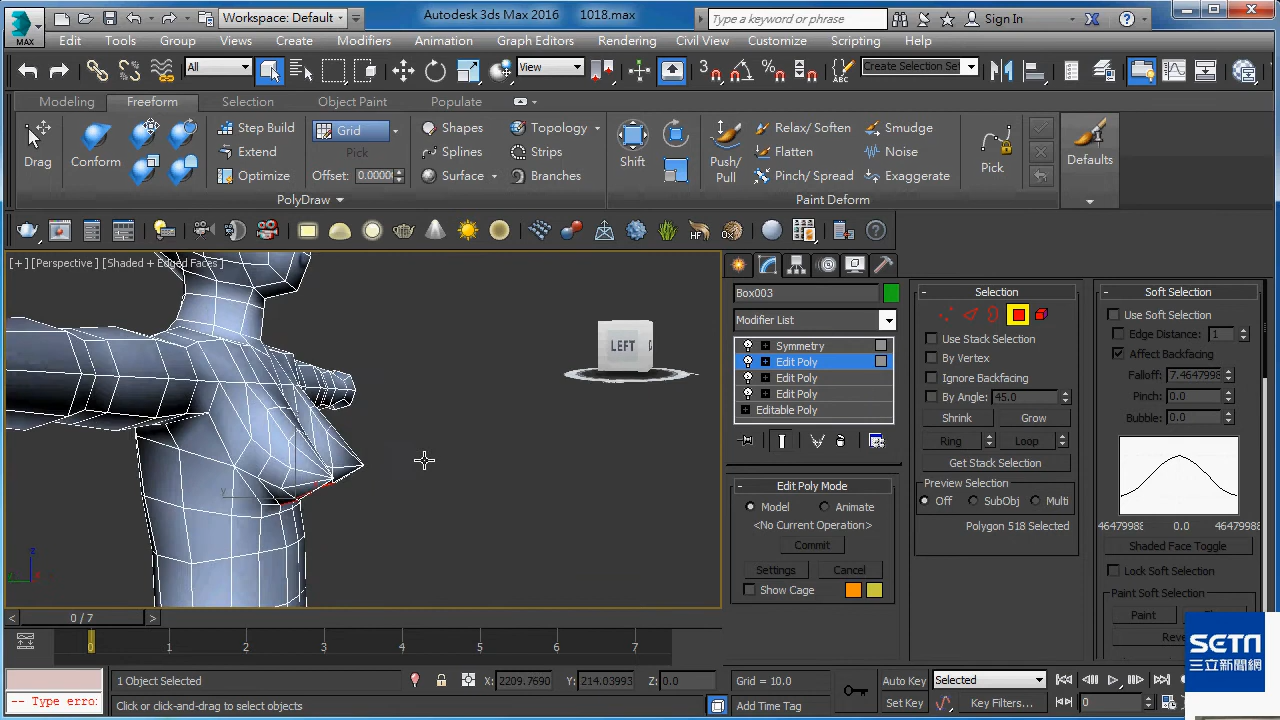 MAX
Workspace: Default
Autodesk 3ds Max 2016 1018.max
Type a keyword or phrase
Sign In
Edit Tools Group Views Create Modifiers Animation Graph Editors Rendering Civil View Customize Scripting Help
All
View
Create Selection Se
Modeling Freeform Selection Object Paint Populate
Drag
Conform
Step Build
Extend
Optimize
Grid
Pick
Offset: 0.0000
Shapes
Splines
Surface
Topology
Strips
Branches
PolyDraw
Shift
Push/
Pull
Relax/ Soften
Flatten
Pinch/ Spread
Smudge
Noise
Exaggerate
Paint Deform
Pick
Defaults
HF
[+] [Perspective] [Shaded + Edged Faces]
LEFT
y
z
Box003
Modifier List
Symmetry
Edit Poly
Edit Poly
Edit Poly
Editable Poly
- Edit Poly Mode
Model Animate
<No Current Operation>
Commit
Settings Cancel
Show Cage
- Selection
Use Stack Selection
By Vertex
Ignore Backfacing
By Angle: 45.0
Shrink Grow
Ring Loop
Get Stack Selection
Preview Selection
Off SubObj Multi
Polygon 518 Selected
- Soft Selection
Use Soft Selection
Edge Distance: 1
Affect Backfacing
Falloff: 7.4647998
Pinch: 0.0
Bubble: 0.0
46479988 0.0 46479988
Shaded Face Toggle
Lock Soft Selection
Paint Soft Selection
Paint
Reve
< 0 / 7 >
0 1 2 3 4 5 6 7
-- Type erro:
1 Object Selected
X: 2209.7690 Y: 214.03993 Z: 0.0
Grid = 10.0
Click or click-and-drag to select objects
Add Time Tag
Auto Key Selected
Set Key Key Filters...
0
SETN
三立新聞網